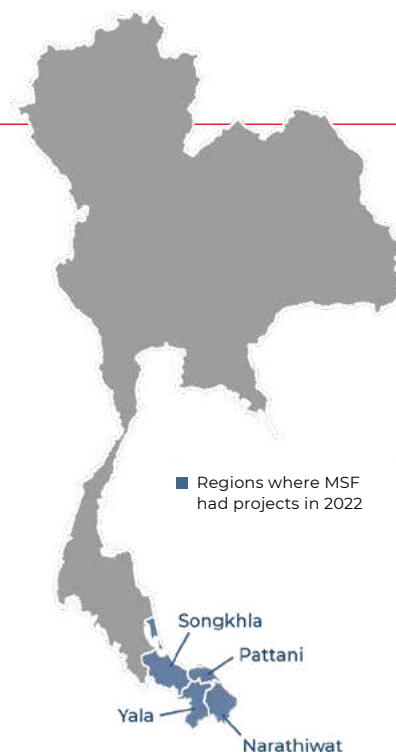 Regions where MSF
had projects in 2022
Songkhla
Pattani
Yala
Narathiwat